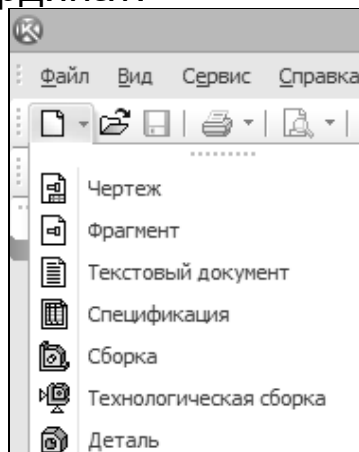 Файл Вид Сервис Справка
Чертеж
Фрагмент
Текстовый документ
Спецификация
Сборка
Технологическая сборка
Деталь